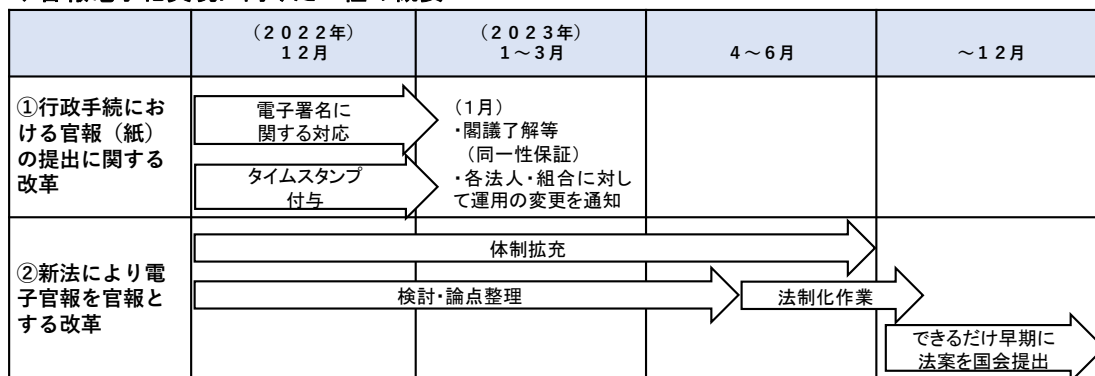 (2022年)
12月
(2023年)
1~3月
4~6月
~12月
①行政手続にお
ける官報(紙)
の提出に関する
改革
電子署名に
関する対応
タイムスタンプ
付与
(1月)
・閣議了解等
(同一性保証)
・各法人・組合に対し
て運用の変更を通知
②新法により電
子官報を官報と
する改革
体制拡充
検討・論点整理
法制化作業
できるだけ早期に
法案を国会提出